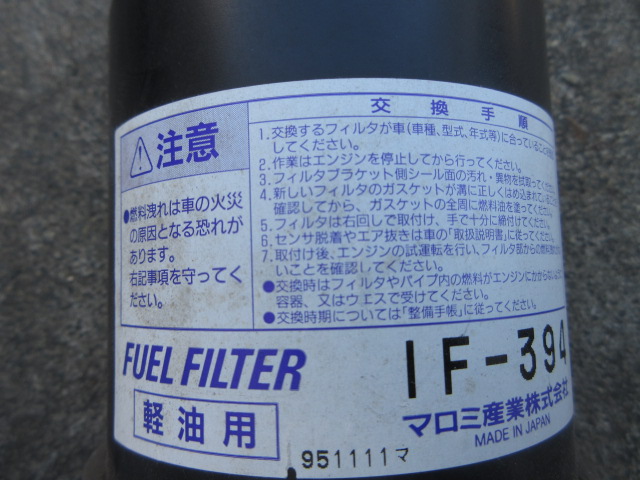 注意
●燃料洩れは車の火災
の原因となる恐れが
あります。
右記事項を守ってく
ださい。
交換手順
1.交換するフィルタが車(車種、型式、年式等)に合っている
してください。
2.作業はエンジンを停止してから行ってください。
3.フィルタブラケット側シール面の汚れ・異物を拭取ってください。
4.新しいフィルタのガスケットが溝に正しくはめ込まれている
確認してから、ガスケットの全周に燃料油を塗ってください。
5.フィルタは右回しで取付け、手で十分に締付けてください。
6.センサ脱着やエア抜きは車の「取扱説明書」に従ってください。
7.取付け後、エンジンの試運転を行い、フィルタ部からの燃料
いことを確認してください。
●交換時はフィルタやパイプ内の燃料がエンジンにかからない
容器、又はウエスで受けてください。
●交換時期については「整備手帳」に従ってください。
FUEL FILTER
軽油用
IF-394
マロミ産業株式会社
MADE IN JAPAN
951111マ